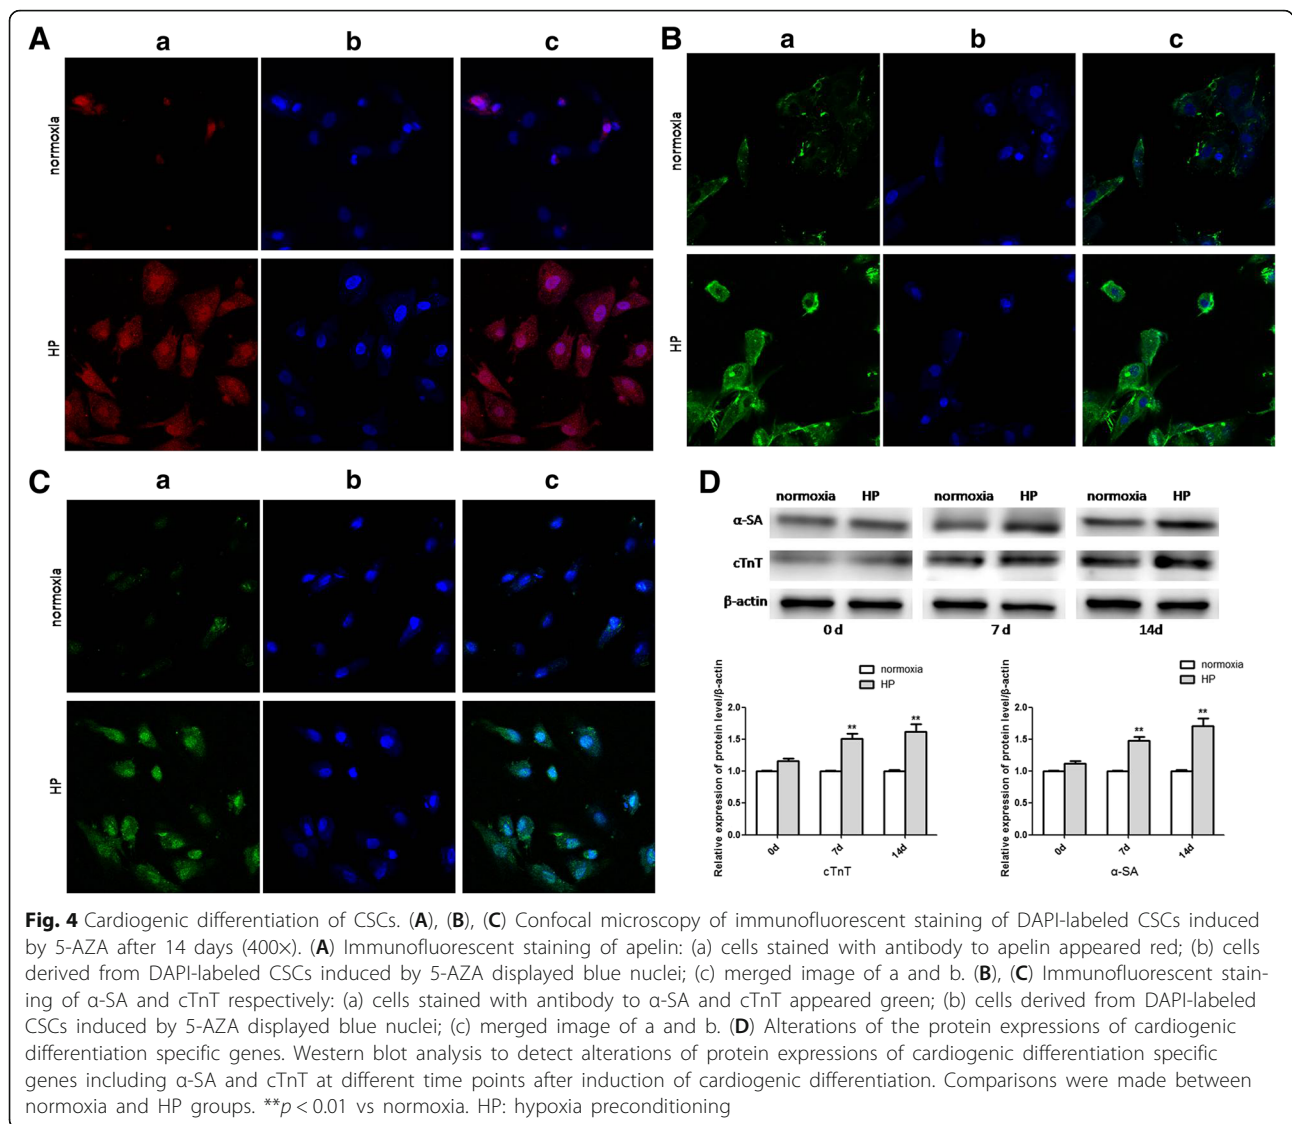 A
a
b
c
normoxia
HP
B
a
b
c
normoxia
HP
C
a
b
c
normoxia
HP
D
normoxia HP normoxia HP normoxia HP
α-SA
cTnT
β-actin
0 d 7 d 14d
normoxia
HP
Relative expression of protein level/β-actin
2.0
1.5
1.0
0.5
0.0
** **
0d 7d 14d
cTnT
normoxia
HP
Relative expression of protein level/β-actin
2.0
1.5
1.0
0.5
0.0
** **
0d 7d 14d
α-SA
Fig. 4 Cardiogenic differentiation of CSCs. (A), (B), (C) Confocal microscopy of immunofluorescent staining of DAPI-labeled CSCs induced
by 5-AZA after 14 days (400×). (A) Immunofluorescent staining of apelin: (a) cells stained with antibody to apelin appeared red; (b) cells
derived from DAPI-labeled CSCs induced by 5-AZA displayed blue nuclei; (c) merged image of a and b. (B), (C) Immunofluorescent stain-
ing of α-SA and cTnT respectively: (a) cells stained with antibody to α-SA and cTnT appeared green; (b) cells derived from DAPI-labeled
CSCs induced by 5-AZA displayed blue nuclei; (c) merged image of a and b. (D) Alterations of the protein expressions of cardiogenic
differentiation specific genes. Western blot analysis to detect alterations of protein expressions of cardiogenic differentiation specific
genes including α-SA and cTnT at different time points after induction of cardiogenic differentiation. Comparisons were made between
normoxia and HP groups. **p < 0.01 vs normoxia. HP: hypoxia preconditioning